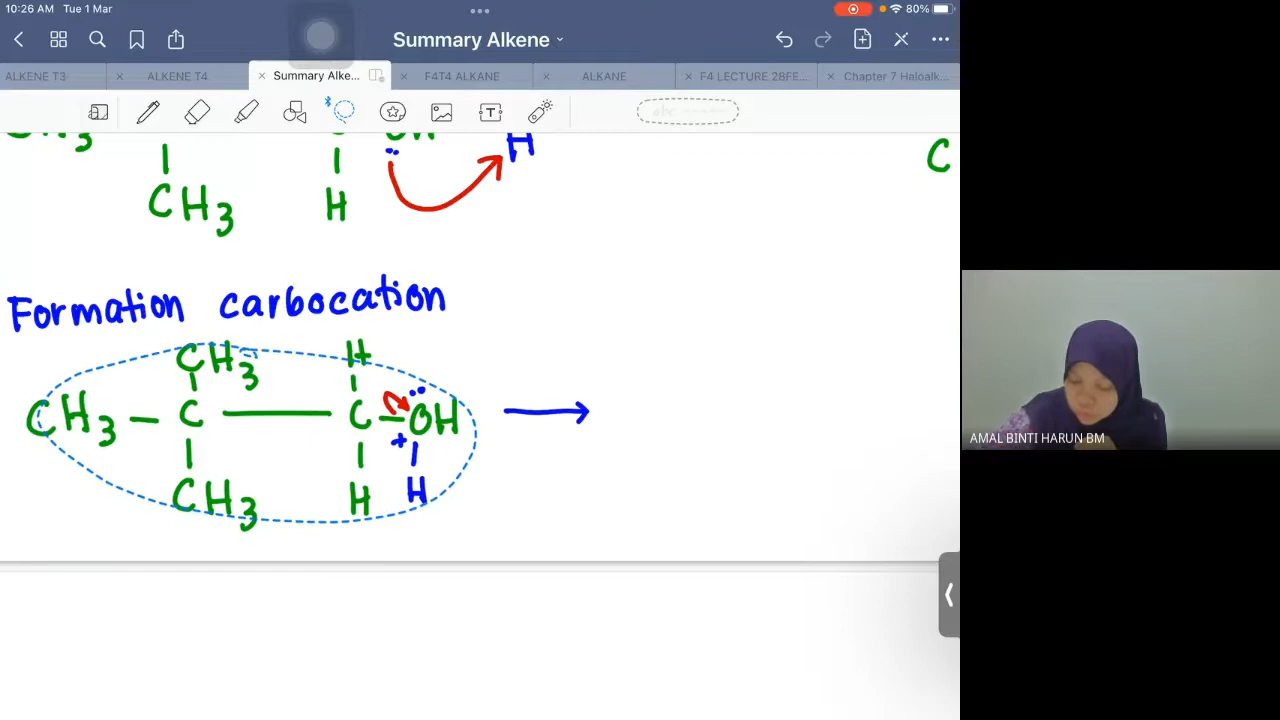 10:26 AM Tue 1 Mar
80%
Summary Alkene
ALKENE T3
ALKENE T4
Summary Alke...
F4T4 ALKANE
ALKANE
F4 LECTURE 28FE...
Chapter 7 Haloalk...
CH3 OH H
C
CH3 H
Formation carbocation
CH3 H
CH3 — C — C — OH
+
CH3 H H
AMAL BINTI HARUN BM